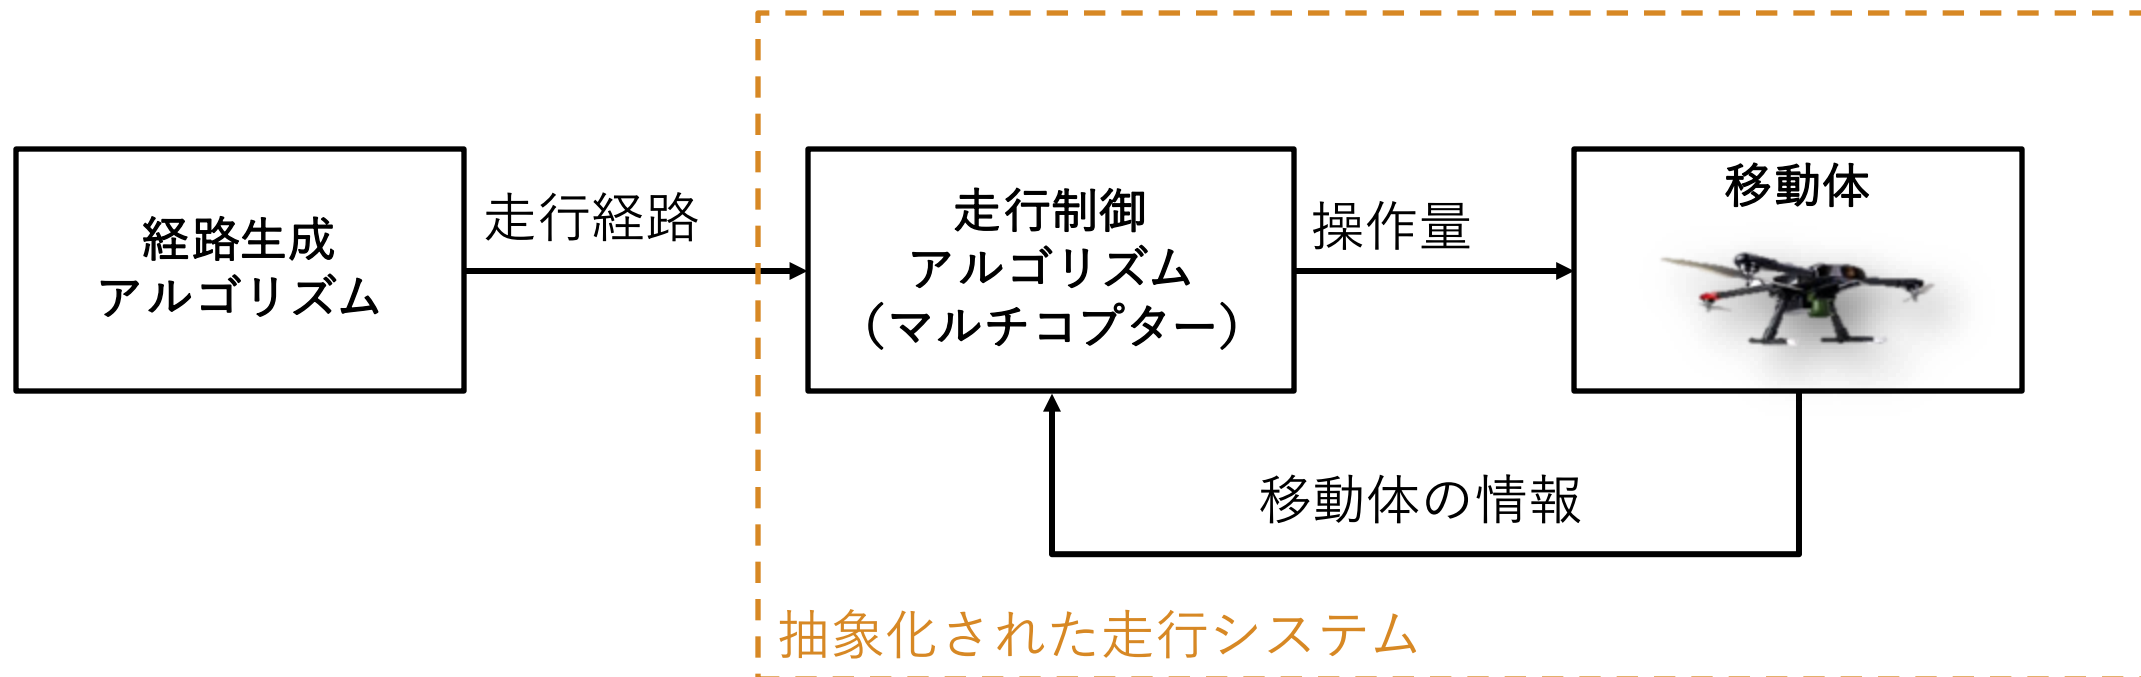 経路生成
アルゴリズム
走行経路
走行制御
アルゴリズム
（マルチコプター）
操作量
移動体
移動体の情報
抽象化された走行システム